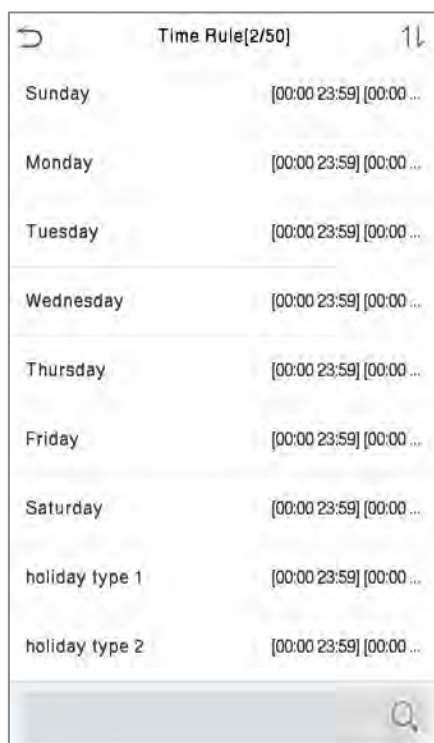 Time Rule[2/50]
Sunday [00:00 23:59] [00:00 ...
Monday [00:00 23:59] [00:00 ...
Tuesday [00:00 23:59] [00:00 ...
Wednesday [00:00 23:59] [00:00 ...
Thursday [00:00 23:59] [00:00 ...
Friday [00:00 23:59] [00:00 ...
Saturday [00:00 23:59] [00:00 ...
holiday type 1 [00:00 23:59] [00:00 ...
holiday type 2 [00:00 23:59] [00:00 ...